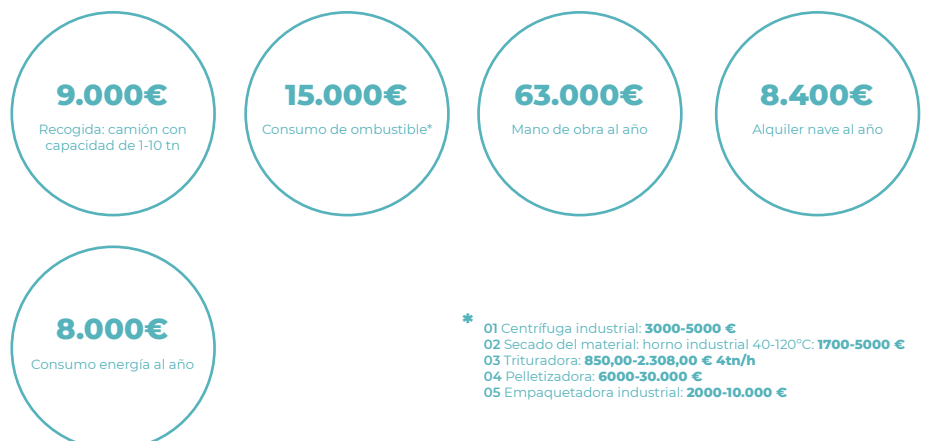 9.000€
Recogida: camión con
capacidad de 1-10 tn
15.000€
Consumo de ombustible*
63.000€
Mano de obra al año
8.400€
Alquiler nave al año
8.000€
Consumo energía al año
*
01 Centrífuga industrial: 3000-5000 €
02 Secado del material: horno industrial 40-120ºC: 1700-5000 €
03 Trituradora: 850,00-2.308,00 € 4tn/h
04 Pelletizadora: 6000-30.000 €
05 Empaquetadora industrial: 2000-10.000 €